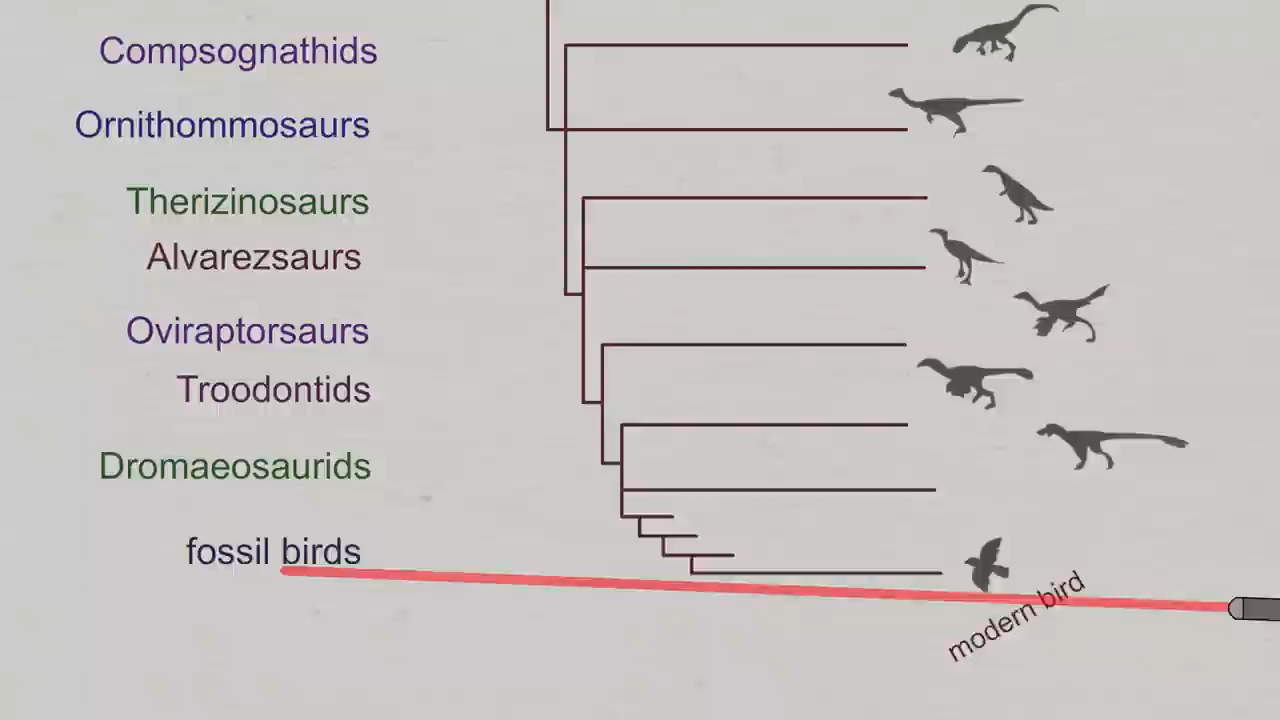 Compsognathids
Ornithommosaurs
Therizinosaurs
Alvarezsaurs
Oviraptorsaurs
Troodontids
Dromaeosaurids
fossil birds
modern bird